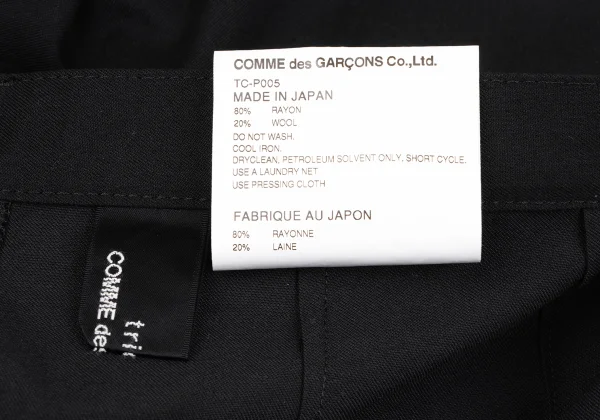 COMME des GARÇONS Co.,Ltd.
TC-P005
MADE IN JAPAN
80% RAYON
20% WOOL
DO NOT WASH.
COOL IRON.
DRYCLEAN, PETROLEUM SOLVENT ONLY, SHORT CYCLE.
USE A LAUNDRY NET
USE PRESSING CLOTH
FABRIQUE AU JAPON
80% RAYONNE
20% LAINE
tri
COMME des